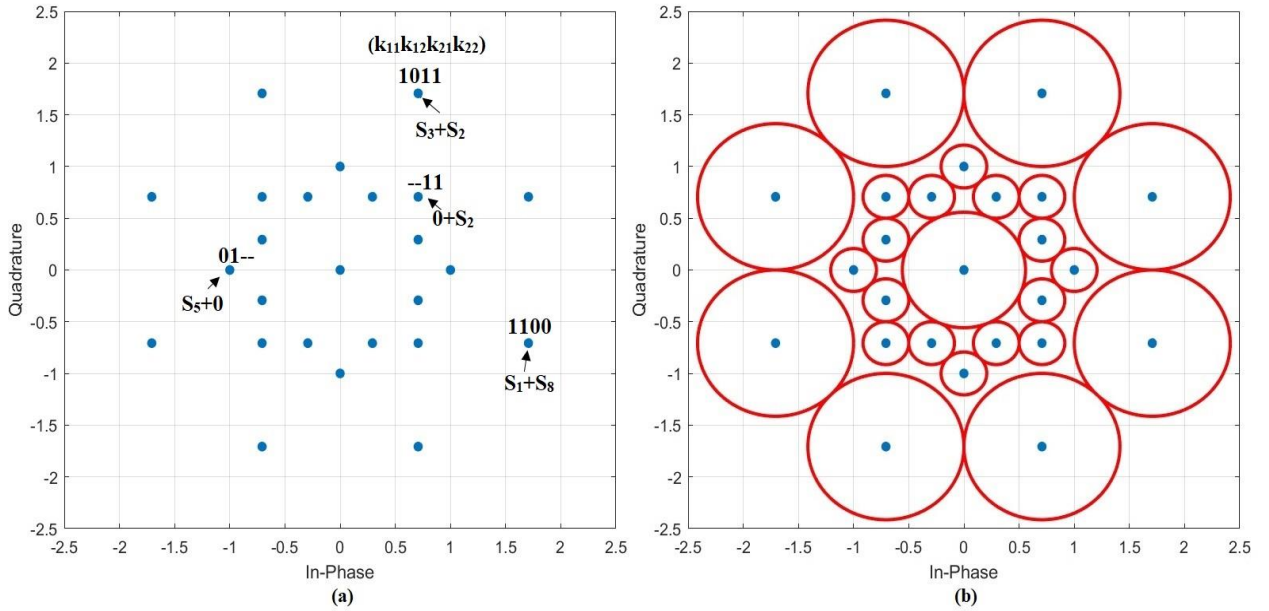 2.5
2
1.5
1
0.5
0
-0.5
-1
-1.5
-2
-2.5
-2.5 -2 -1.5 -1 -0.5 0 0.5 1 1.5 2 2.5
Quadrature
In-Phase
(k₁₁k₁₂k₂₁k₂₂)
1011
S₃+S₂
--11
0+S₂
01--
S₅+0
1100
S₁+S₈
(a)
2.5
2
1.5
1
0.5
0
-0.5
-1
-1.5
-2
-2.5
-2.5 -2 -1.5 -1 -0.5 0 0.5 1 1.5 2 2.5
Quadrature
In-Phase
(b)